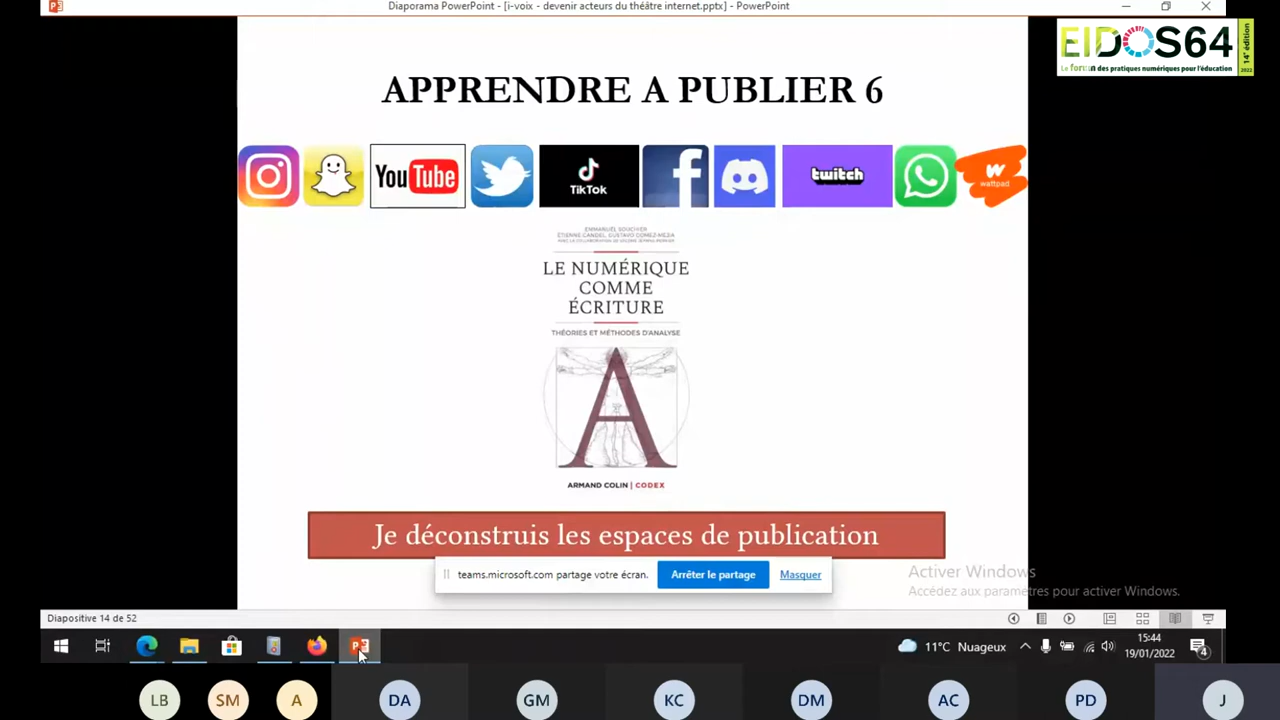 Diaporama PowerPoint - [i-voix - devenir acteurs du théâtre internet.pptx] - PowerPoint
EIDOS64
Le forum des pratiques numériques pour l'éducation
14e édition
2022
APPRENDRE A PUBLIER 6
YouTube
TikTok
twitch
wattpad
EMMANUËL SOUCHIER
ÉTIENNE CANDEL, GUSTAVO GOMEZ-MEJIA
LE NUMÉRIQUE
COMME
ÉCRITURE
THÉORIES ET MÉTHODES D'ANALYSE
A
ARMAND COLIN | CODEX
Je déconstruis les espaces de publication
teams.microsoft.com partage votre écran.
Arrêter le partage
Masquer
Activer Windows
Accédez aux paramètres pour activer Windows.
Diapositive 14 de 52
11°C Nuageux
15:44
19/01/2022
4
LB
SM
A
DA
GM
KC
DM
AC
PD
J